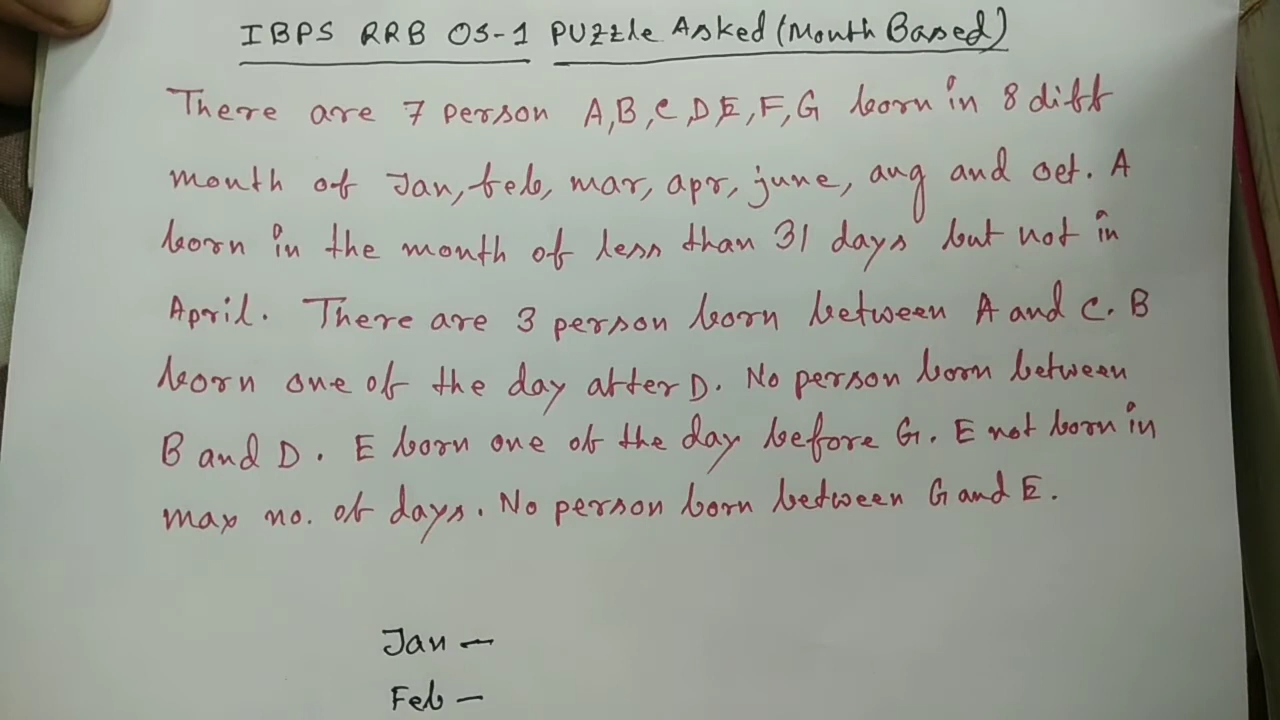 IBPS RRB OS-1 PUzzle Asked (Month Based)
There are 7 person A,B,C,D,E,F,G born in 8 diff
month of Jan, feb, mar, apr, june, aug and oct. A
born in the month of less than 31 days but not in
April. There are 3 person born between A and C. B
born one of the day after D. No person born between
B and D. E born one of the day before G. E not born in
max no. of days. No person born between G and E.
Jan –
Feb –